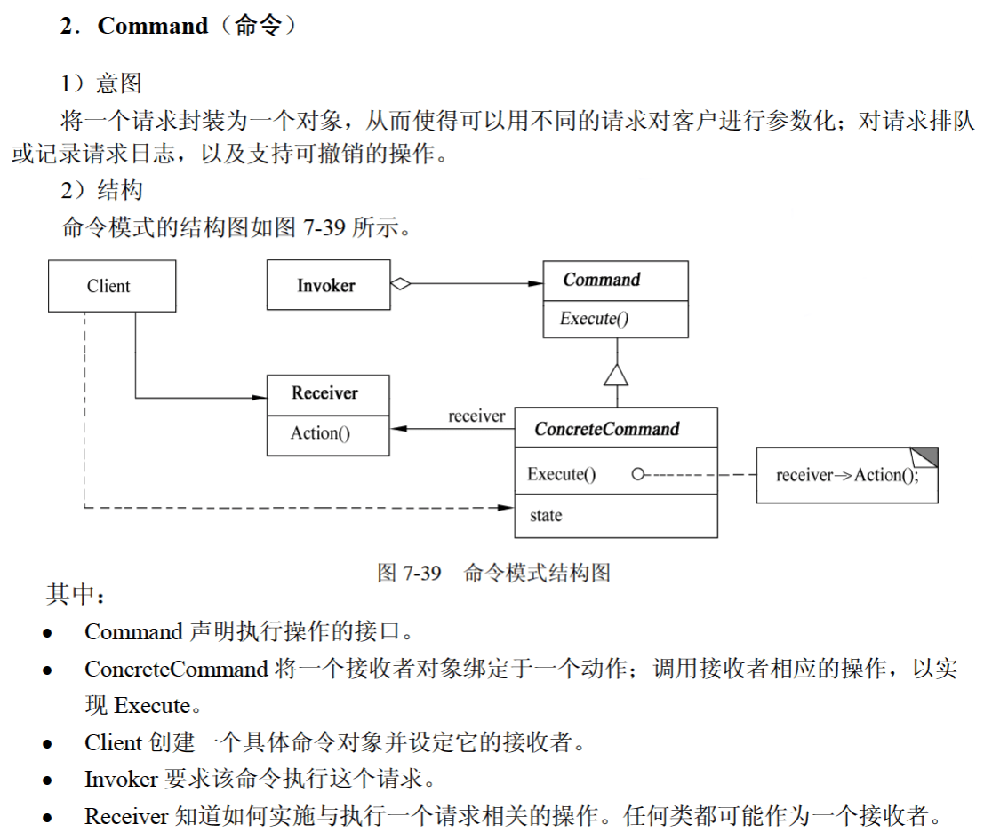 2．Command（命令）
1）意图
将一个请求封装为一个对象，从而使得可以用不同的请求对客户进行参数化；对请求排队
或记录请求日志，以及支持可撤销的操作。
2）结构
命令模式的结构图如图 7-39 所示。
Client
Invoker
Command
Execute()
Receiver
Action()
receiver
ConcreteCommand
Execute()
state
receiver->Action();
图 7-39 命令模式结构图
其中：
● Command 声明执行操作的接口。
● ConcreteCommand 将一个接收者对象绑定于一个动作；调用接收者相应的操作，以实
现 Execute。
● Client 创建一个具体命令对象并设定它的接收者。
● Invoker 要求该命令执行这个请求。
● Receiver 知道如何实施与执行一个请求相关的操作。任何类都可能作为一个接收者。